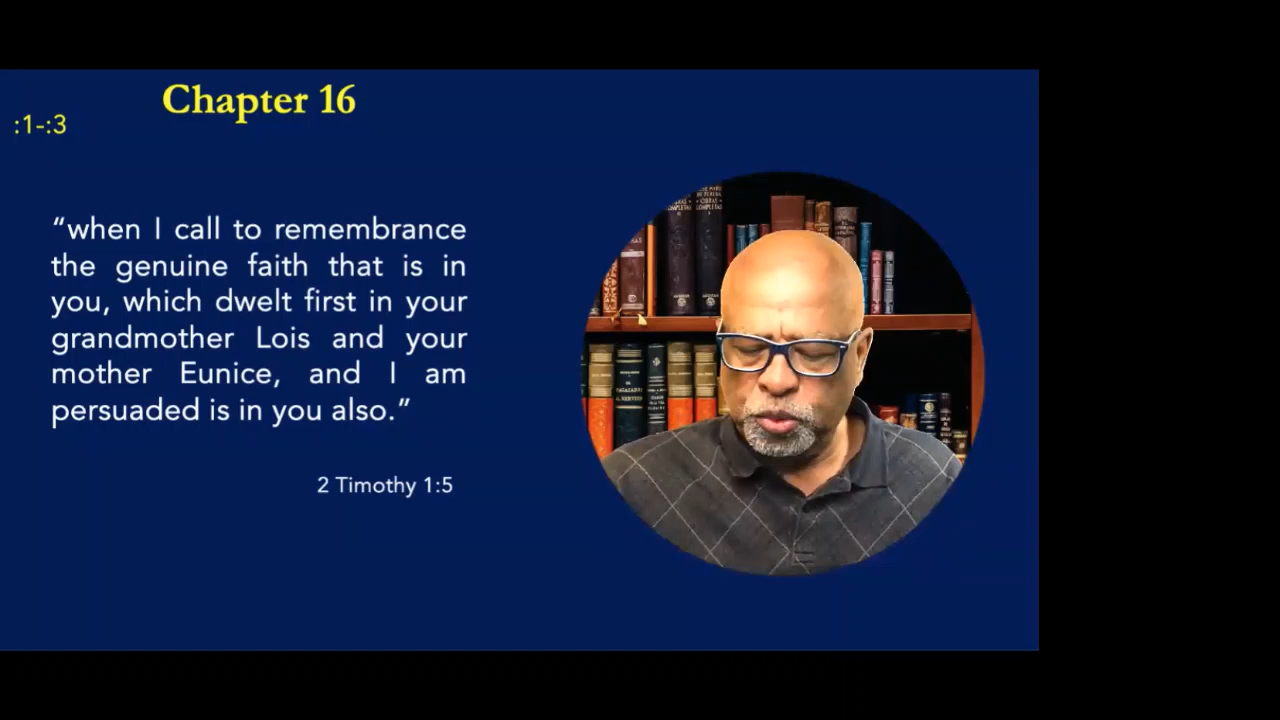 Chapter 16
:1-:3
“when I call to remembrance
the genuine faith that is in
you, which dwelt first in your
grandmother Lois and your
mother Eunice, and I am
persuaded is in you also.”
2 Timothy 1:5